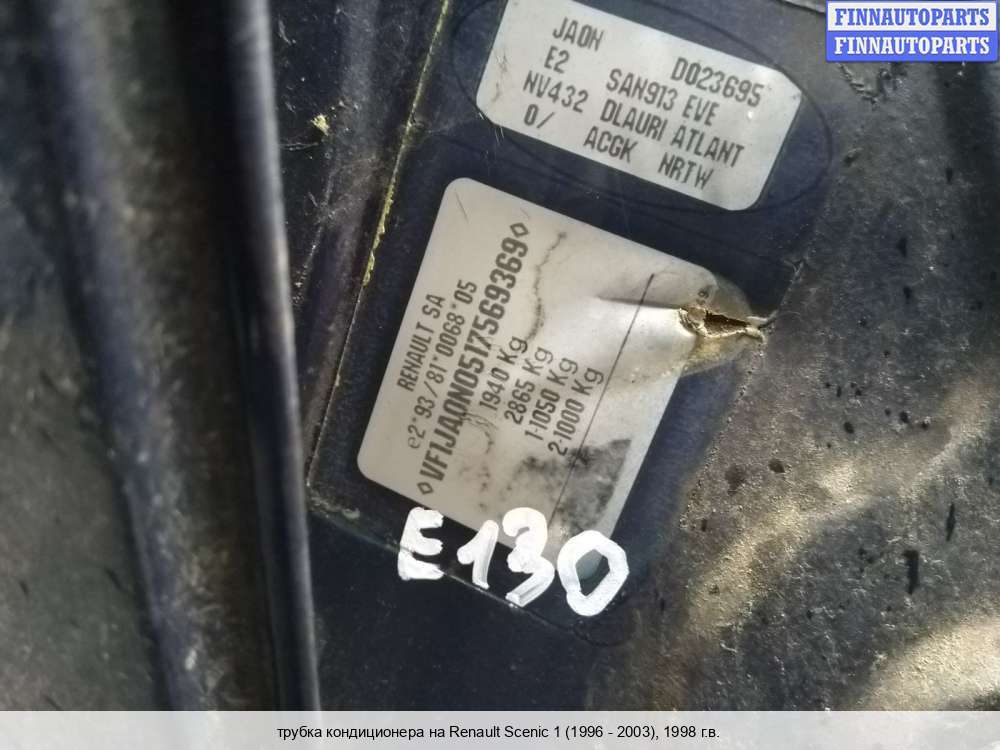 FINNAUTOPARTS
FINNAUTOPARTS
JA0N D023695
E2 SAN913 EVE
NV432 DLAURI ATLANT
0/ ACGK NRTW
RENAULT SA
e2*93/81*0068*05
◊VF1JA0N0517569369◊
1940 Kg
2865 Kg
1-1050 Kg
2-1000 Kg
E130
трубка кондиционера на Renault Scenic 1 (1996 - 2003), 1998 г.в.